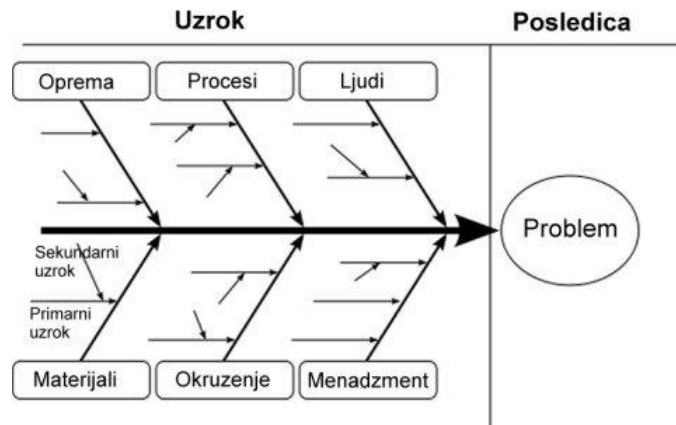 Uzrok
Posledica
Oprema
Procesi
Ljudi
Problem
Sekundarni
uzrok
Primarni
uzrok
Materijali
Okruzenje
Menadzment